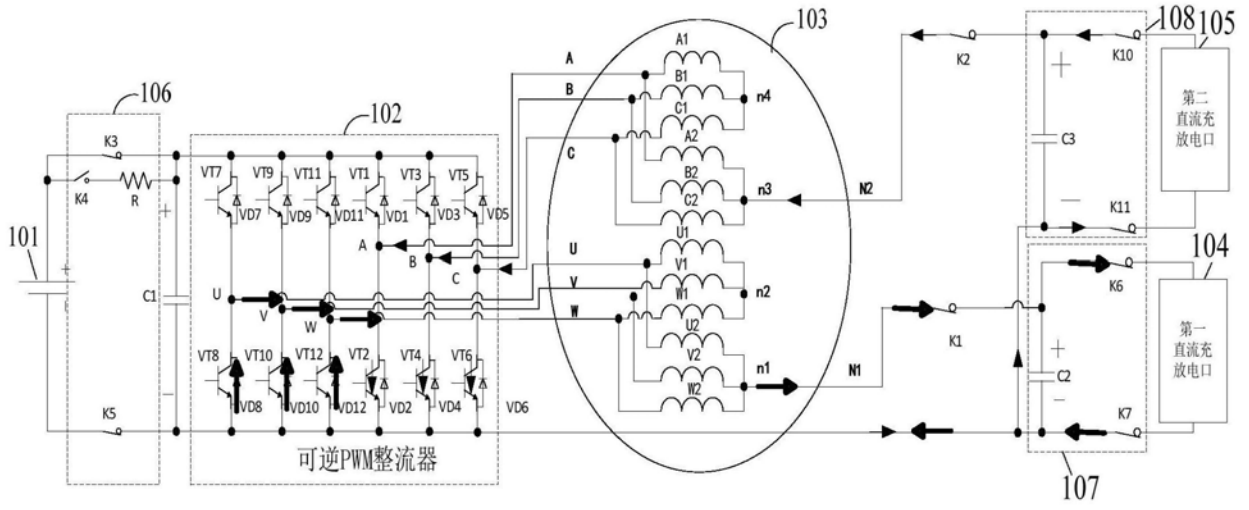 103
108
105
A1
A
K2
K10
106
B1
B
n4
102
C1
第二
直流充
放电口
K3
A2
C
C3
VT7
VT9
VT11
VT1
VT3
VT5
B2
K4
R
N2
n3
VD7
VD9
VD11
VD1
VD3
VD5
C2
K11
U1
101
A
U
B
V1
104
C
V
K6
C1
U
W1
n2
V
W
W
U2
K1
第一
直流充
放电口
VT8
VT10
VT12
VT2
VT4
VT6
V2
n1
N1
C2
W2
K5
VD8
VD10
VD12
VD2
VD4
VD6
K7
可逆PWM整流器
107